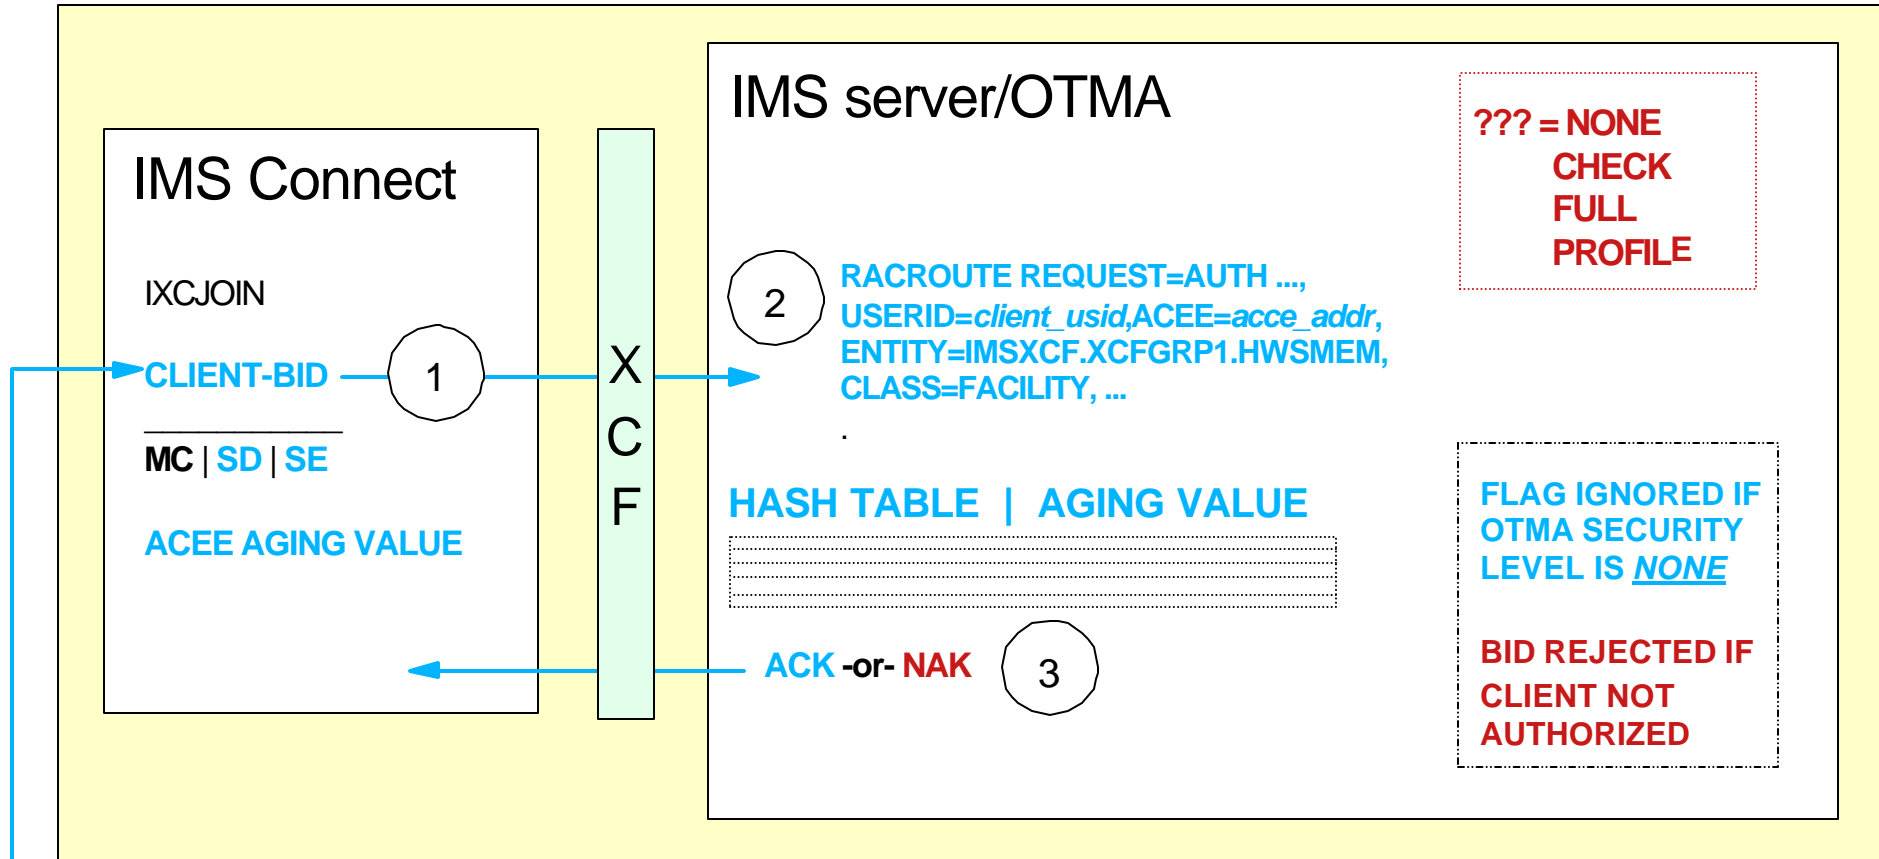 IMS Connect
IXCJOIN
CLIENT-BID
1
MC | SD | SE
ACEE AGING VALUE
X
C
F
IMS server/OTMA
2
RACROUTE REQUEST=AUTH ...,
USERID=client_usid,ACEE=acce_addr,
ENTITY=IMSXCF.XCFGRP1.HWSMEM,
CLASS=FACILITY, ...
.
HASH TABLE | AGING VALUE
ACK -or- NAK
3
??? = NONE
CHECK
FULL
PROFILE
FLAG IGNORED IF
OTMA SECURITY
LEVEL IS NONE
BID REJECTED IF
CLIENT NOT
AUTHORIZED